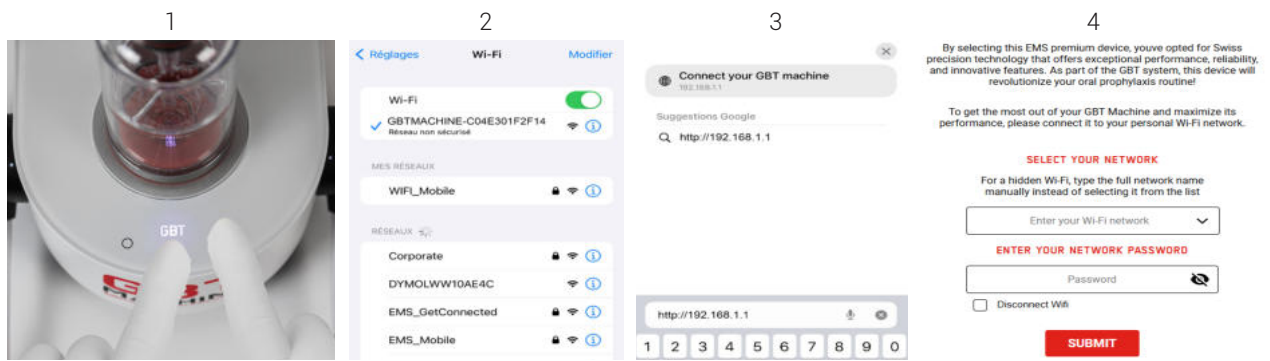 1
2
3
4
GBT
Réglages
Wi-Fi
Modifier
Wi-Fi
GBTMACHINE-C04E301F2F14
Réseau non sécurisé
MES RÉSEAUX
WIFI_Mobile
RÉSEAUX
Corporate
DYMOLWW10AE4C
EMS_GetConnected
EMS_Mobile
Connect your GBT machine
192.168.1.1
Suggestions Google
http://192.168.1.1
http://192.168.1.1
1 2 3 4 5 6 7 8 9 0
By selecting this EMS premium device, youve opted for Swiss
precision technology that offers exceptional performance, reliability,
and innovative features. As part of the GBT system, this device will
revolutionize your oral prophylaxis routine!
To get the most out of your GBT Machine and maximize its
performance, please connect it to your personal Wi-Fi network.
SELECT YOUR NETWORK
For a hidden Wi-Fi, type the full network name
manually instead of selecting it from the list
Enter your Wi-Fi network
ENTER YOUR NETWORK PASSWORD
Password
Disconnect Wifi
SUBMIT